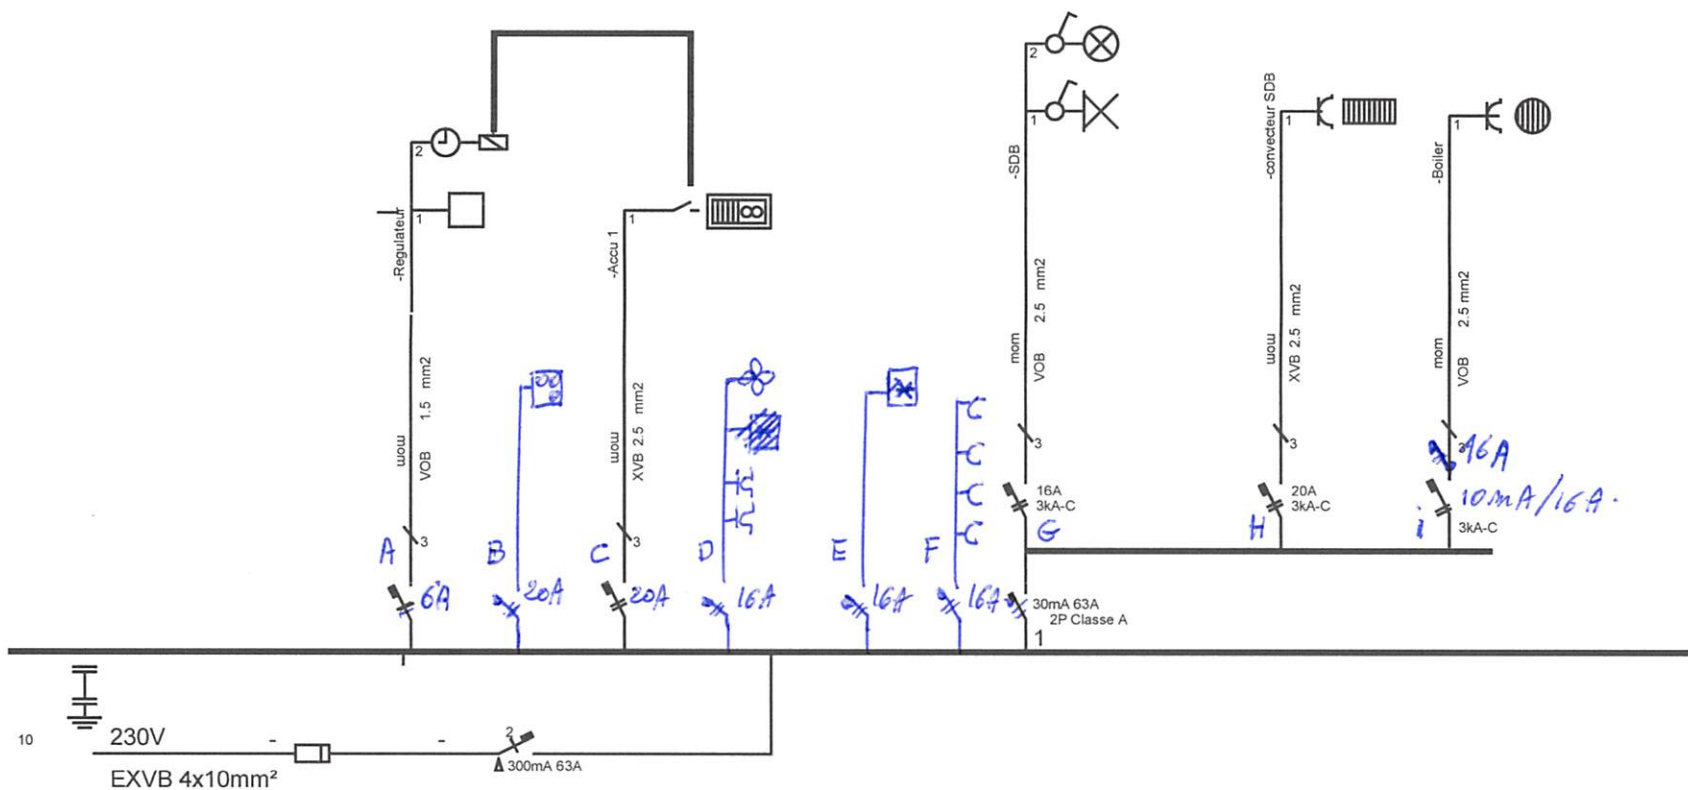 2
1
-SDB
2.5 mm2
mom
VOB
3
16A
3kA-C
G
1
-convecteur SDB
mom
XVB 2.5 mm2
3
20A
3kA-C
H
1
-Boiler
2.5 mm2
mom
VOB
3
16A
10mA/16A.
3kA-C
i
2
1
-Regulateur
1.5 mm2
mom
VOB
3
A
6A
B
20A
1
-Accu 1
mom
XVB 2.5 mm2
3
C
20A
D
16A
E
16A
F
16A
30mA 63A
2P Classe A
1
10
230V
-
-
2
300mA 63A
EXVB 4x10mm²